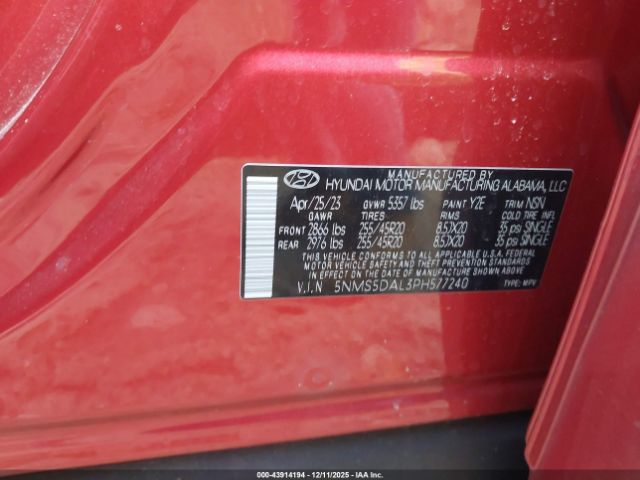 MANUFACTURED BY
HYUNDAI MOTOR MANUFACTURING ALABAMA, LLC
Apr/25/23 GVWR 5357 lbs PAINT Y2E TRIM NSN
GAWR TIRES RIMS COLD TIRE INFL
FRONT 2866 lbs 255/45R20 8.5JX20 35 psi SINGLE
REAR 2976 lbs 255/45R20 8.5JX20 35 psi SINGLE
THIS VEHICLE CONFORMS TO ALL APPLICABLE U.S.A. FEDERAL
MOTOR VEHICLE SAFETY AND THEFT PREVENTION STANDARDS
IN EFFECT ON THE DATE OF MANUFACTURE SHOWN ABOVE.
V.I.N 5NMS5DAL3PH577240 TYPE: MPV
000-43914194 - 12/11/2025 - IAA Inc.